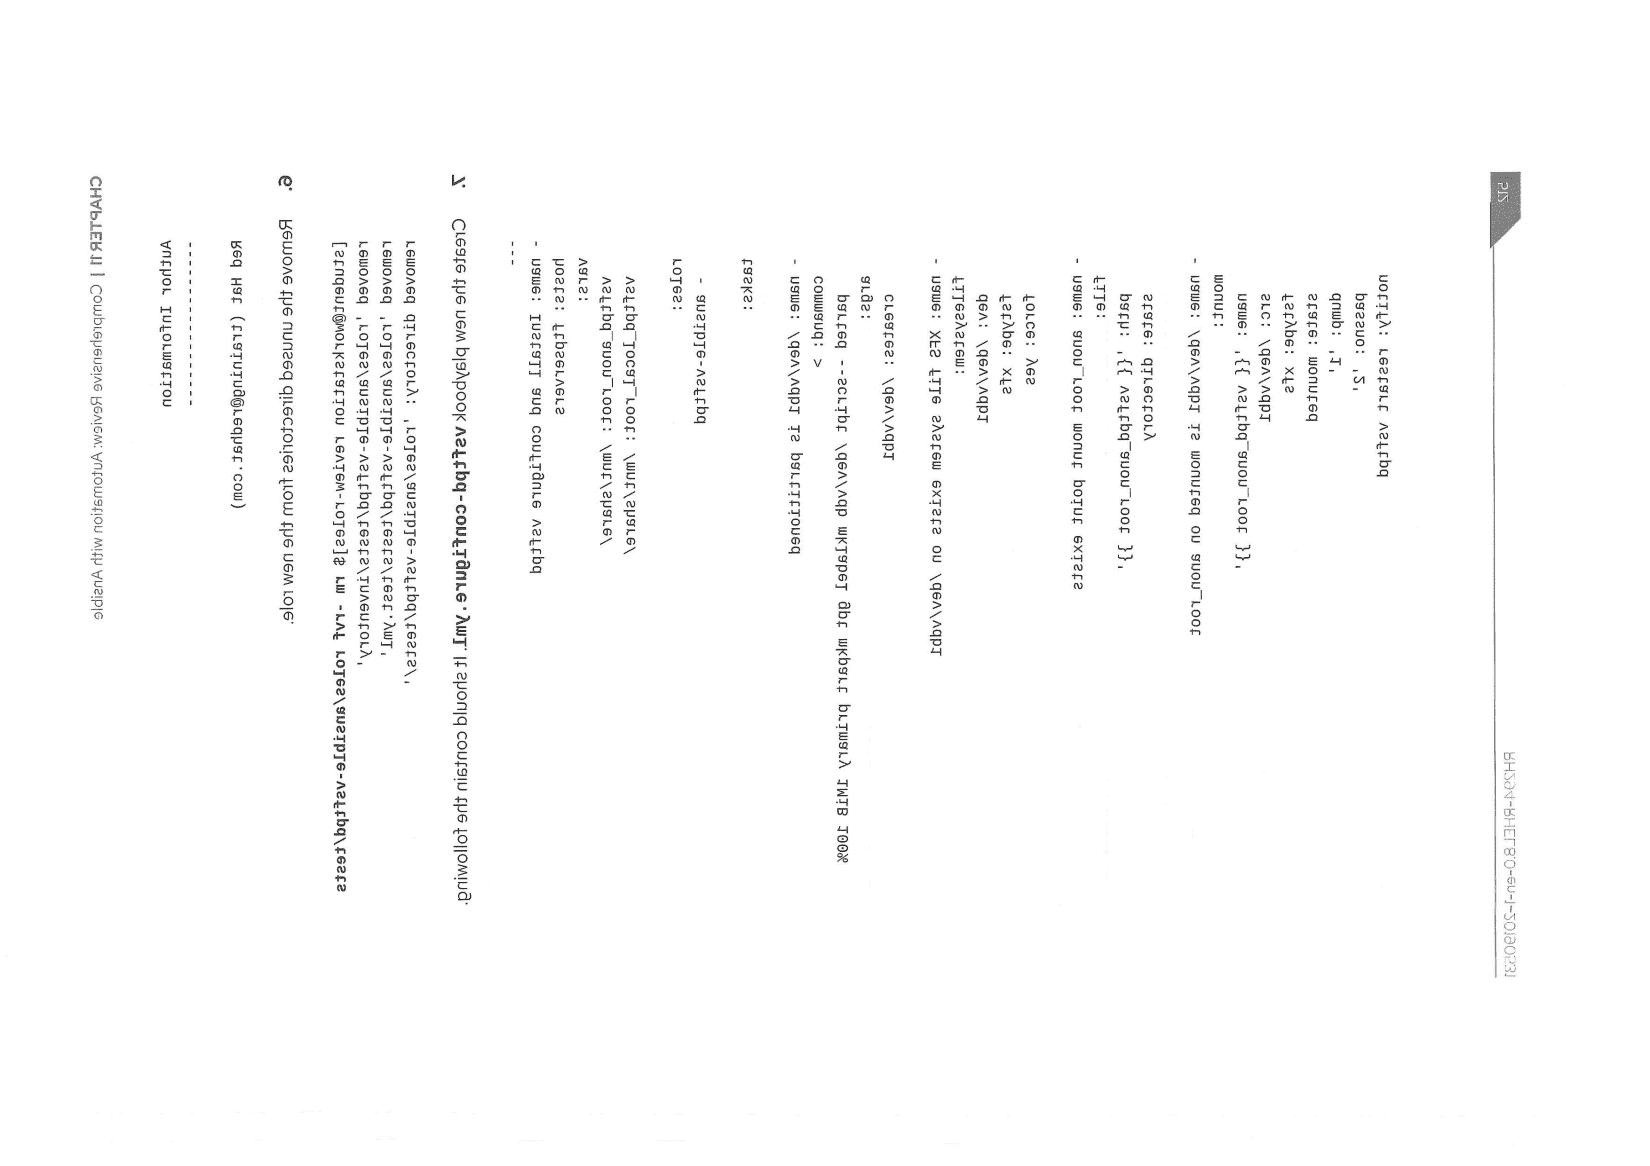 CHAPTER 11 | Comprehensive Review: Automation with Ansible
Author Information
------------------
Red Hat (training@redhat.com)
6. Remove the unused directories from the new role.
[student@workstation review-roles]$ rm -rvf roles/ansible-vsftpd/tests
removed 'roles/ansible-vsftpd/tests/inventory'
removed 'roles/ansible-vsftpd/tests/test.yml'
removed directory: 'roles/ansible-vsftpd/tests/'
7. Create the new playbook vsftpd-configure.yml. It should contain the following.
---
- name: Install and configure vsftpd
hosts: ftpservers
vars:
vsftpd_anon_root: /mnt/share/
vsftpd_local_root: /mnt/share/
roles:
- ansible-vsftpd
tasks:
- name: /dev/vdb1 is partitioned
command: >
parted --script /dev/vdb mklabel gpt mkpart primary 1MiB 100%
args:
creates: /dev/vdb1
- name: XFS file system exists on /dev/vdb1
filesystem:
dev: /dev/vdb1
fstype: xfs
force: yes
- name: anon_root mount point exists
file:
path: '{{ vsftpd_anon_root }}'
state: directory
- name: /dev/vdb1 is mounted on anon_root
mount:
name: '{{ vsftpd_anon_root }}'
src: /dev/vdb1
fstype: xfs
state: mounted
dump: '1'
passno: '2'
notify: restart vsftpd
512
RH294-RHEL8.0-en-1-20190531